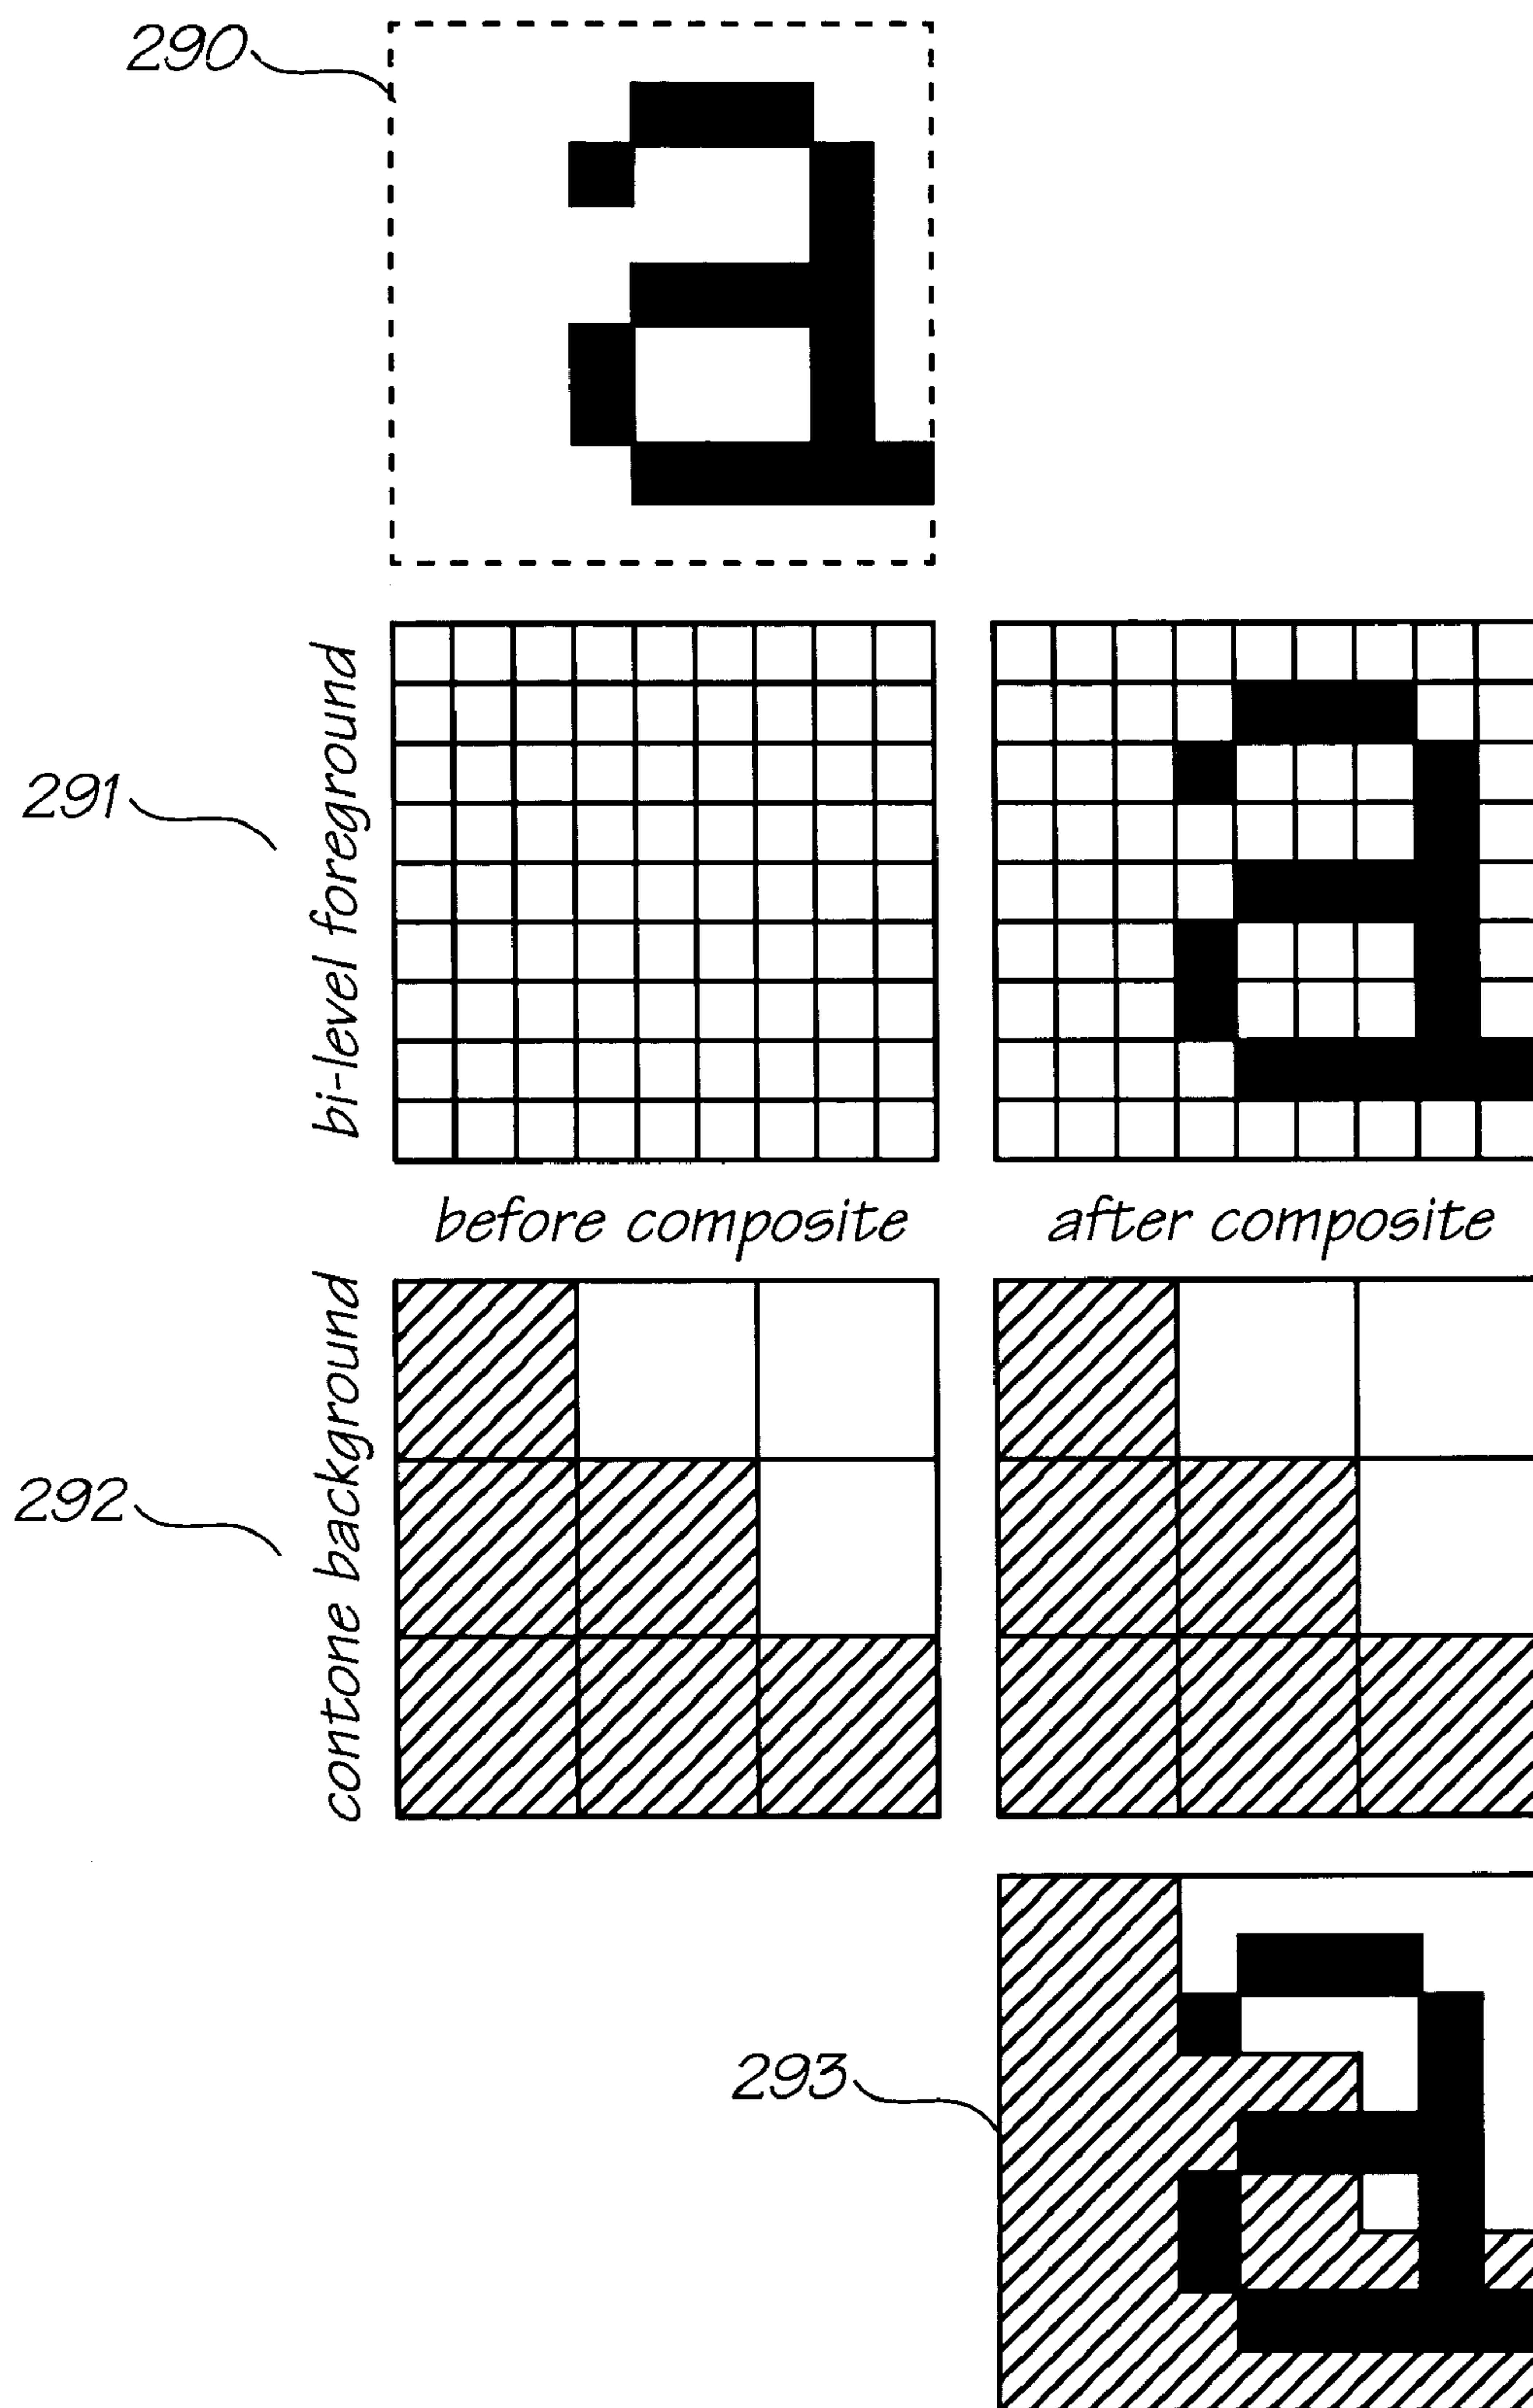 290
a
291
bi-level foreground
a
before composite
after composite
292
contone background
293
a